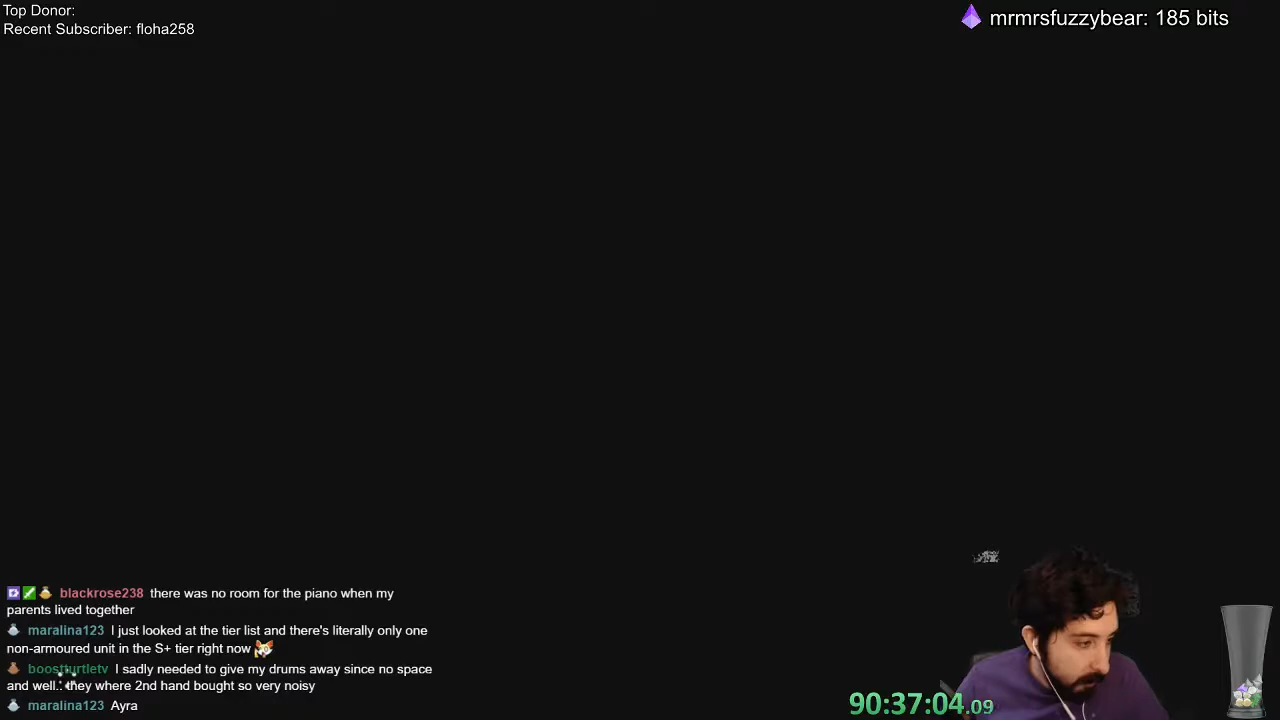 Top Donor:
Recent Subscriber: floha258
mrmrsfuzzybear: 185 bits
blackrose238 there was no room for the piano when my
parents lived together
maralina123 I just looked at the tier list and there's literally only one
non-armoured unit in the S+ tier right now
boostturtletv I sadly needed to give my drums away since no space
and well.. they where 2nd hand bought so very noisy
maralina123 Ayra
90:37:04.09